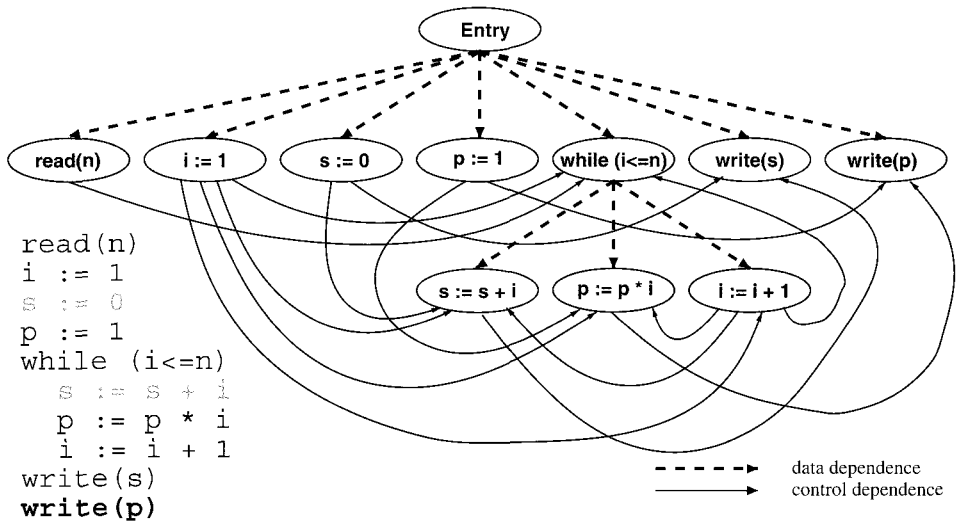 Entry
read(n)
i := 1
s := 0
p := 1
while (i<=n)
write(s)
write(p)
s := s + i
p := p * i
i := i + 1
read(n)
i := 1
s := 0
p := 1
while (i<=n)
s := s + i
p := p * i
i := i + 1
write(s)
write(p)
data dependence
control dependence